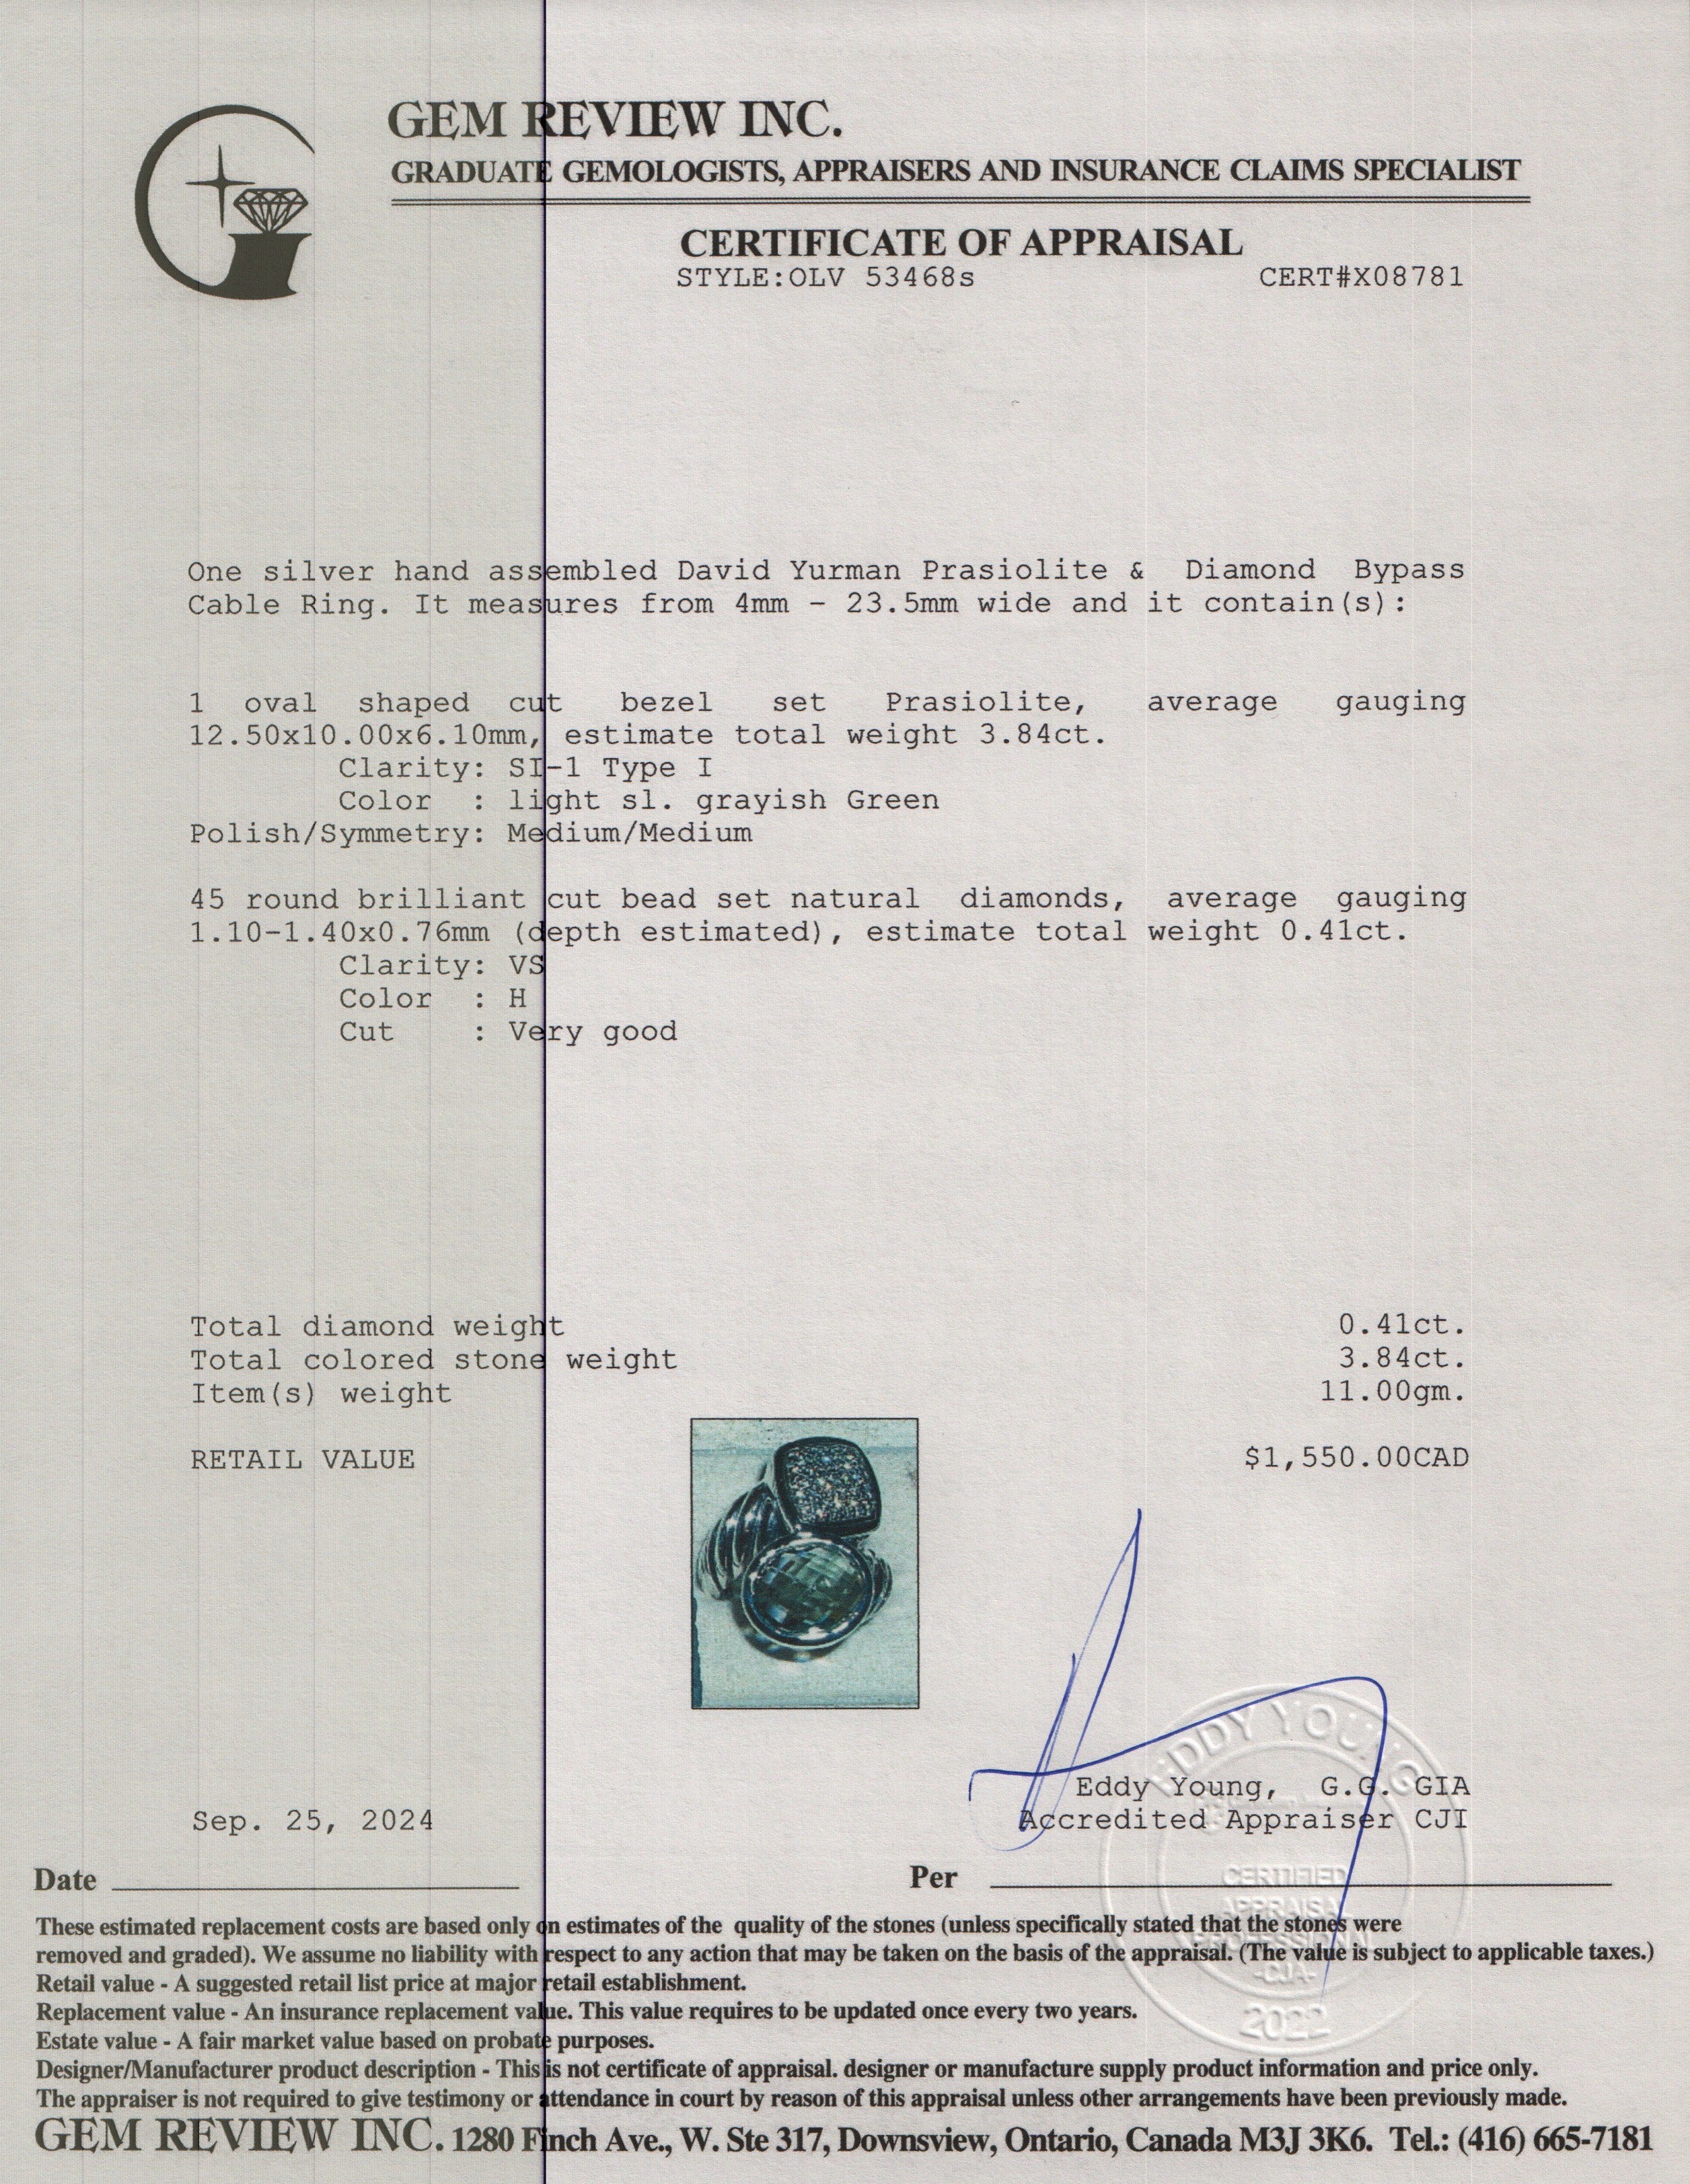 GEM REVIEW INC.
GRADUATE GEMOLOGISTS, APPRAISERS AND INSURANCE CLAIMS SPECIALIST
CERTIFICATE OF APPRAISAL
STYLE:OLV 53468s CERT#X08781
One silver hand assembled David Yurman Prasiolite & Diamond Bypass
Cable Ring. It measures from 4mm - 23.5mm wide and it contain(s):
1 oval shaped cut bezel set Prasiolite, average gauging
12.50x10.00x6.10mm, estimate total weight 3.84ct.
Clarity: SI-1 Type I
Color : light sl. grayish Green
Polish/Symmetry: Medium/Medium
45 round brilliant cut bead set natural diamonds, average gauging
1.10-1.40x0.76mm (depth estimated), estimate total weight 0.41ct.
Clarity: VS
Color : H
Cut : Very good
Total diamond weight 0.41ct.
Total colored stone weight 3.84ct.
Item(s) weight 11.00gm.
RETAIL VALUE $1,550.00CAD
EDDY YOUNG
Eddy Young, G.G. GIA
Sep. 25, 2024 Accredited Appraiser CJI
Date Per
CERTIFIED
APPRAISAL
PROFESSION
-CJA-
2022
These estimated replacement costs are based only on estimates of the quality of the stones (unless specifically stated that the stones were
removed and graded). We assume no liability with respect to any action that may be taken on the basis of the appraisal. (The value is subject to applicable taxes.)
Retail value - A suggested retail list price at major retail establishment.
Replacement value - An insurance replacement value. This value requires to be updated once every two years.
Estate value - A fair market value based on probate purposes.
Designer/Manufacturer product description - This is not certificate of appraisal. designer or manufacture supply product information and price only.
The appraiser is not required to give testimony or attendance in court by reason of this appraisal unless other arrangements have been previously made.
GEM REVIEW INC. 1280 Finch Ave., W. Ste 317, Downsview, Ontario, Canada M3J 3K6. Tel.: (416) 665-7181